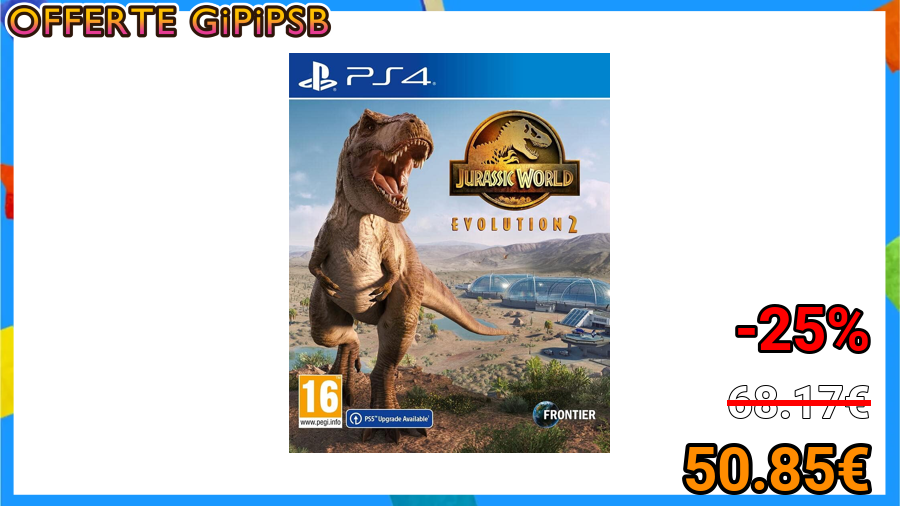 OFFERTE GiPiPSB
PS4
JURASSIC WORLD
EVOLUTION 2
-25%
68.17€
50.85€
16
www.pegi.info
PS5™ Upgrade Available
FRONTIER